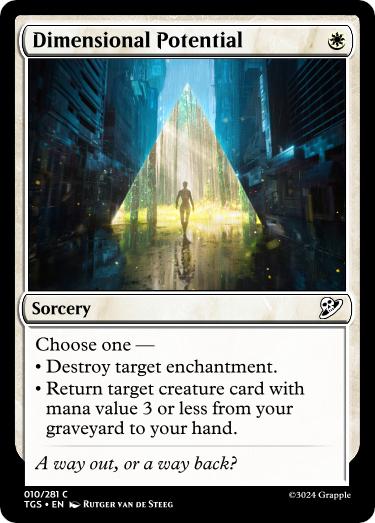 Dimensional Potential
Sorcery
Choose one —
• Destroy target enchantment.
• Return target creature card with
mana value 3 or less from your
graveyard to your hand.
A way out, or a way back?
010/281 C
TGS • EN Rutger van de Steeg
©3024 Grapple